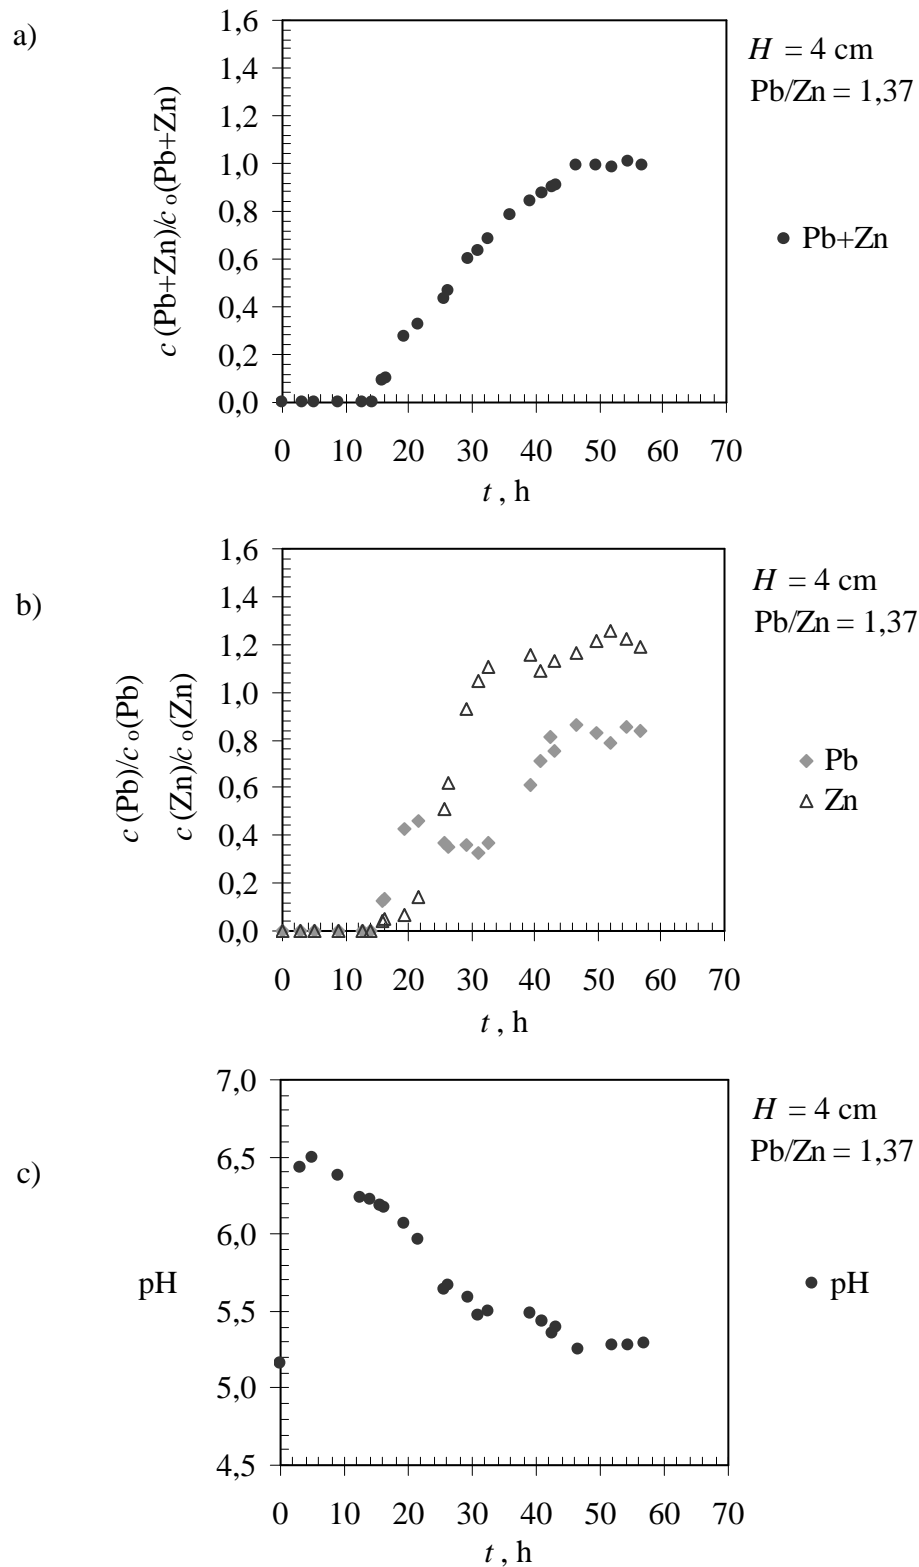 a)
c (Pb+Zn)/c o(Pb+Zn)
1,6
1,4
1,2
1,0
0,8
0,6
0,4
0,2
0,0
0 10 20 30 40 50 60 70
t , h
H = 4 cm
Pb/Zn = 1,37
Pb+Zn
b)
c (Pb)/c o(Pb)
c (Zn)/c o(Zn)
1,6
1,4
1,2
1,0
0,8
0,6
0,4
0,2
0,0
0 10 20 30 40 50 60 70
t , h
H = 4 cm
Pb/Zn = 1,37
Pb
Zn
c)
pH
7,0
6,5
6,0
5,5
5,0
4,5
0 10 20 30 40 50 60 70
t , h
H = 4 cm
Pb/Zn = 1,37
pH